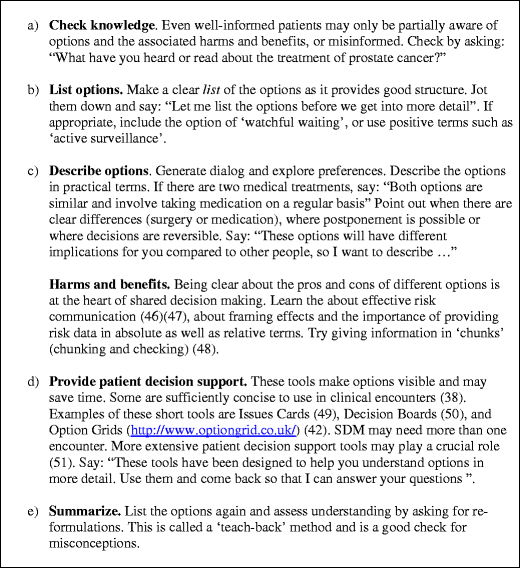 a) Check knowledge. Even well-informed patients may only be partially aware of
options and the associated harms and benefits, or misinformed. Check by asking:
“What have you heard or read about the treatment of prostate cancer?”
b) List options. Make a clear list of the options as it provides good structure. Jot
them down and say: “Let me list the options before we get into more detail”. If
appropriate, include the option of ‘watchful waiting’, or use positive terms such as
‘active surveillance’.
c) Describe options. Generate dialog and explore preferences. Describe the options
in practical terms. If there are two medical treatments, say: “Both options are
similar and involve taking medication on a regular basis” Point out when there are
clear differences (surgery or medication), where postponement is possible or
where decisions are reversible. Say: “These options will have different
implications for you compared to other people, so I want to describe …”
Harms and benefits. Being clear about the pros and cons of different options is
at the heart of shared decision making. Learn the about effective risk
communication (46)(47), about framing effects and the importance of providing
risk data in absolute as well as relative terms. Try giving information in ‘chunks’
(chunking and checking) (48).
d) Provide patient decision support. These tools make options visible and may
save time. Some are sufficiently concise to use in clinical encounters (38).
Examples of these short tools are Issues Cards (49), Decision Boards (50), and
Option Grids (http://www.optiongrid.co.uk/) (42). SDM may need more than one
encounter. More extensive patient decision support tools may play a crucial role
(51). Say: “These tools have been designed to help you understand options in
more detail. Use them and come back so that I can answer your questions ”.
e) Summarize. List the options again and assess understanding by asking for re-
formulations. This is called a ‘teach-back’ method and is a good check for
misconceptions.